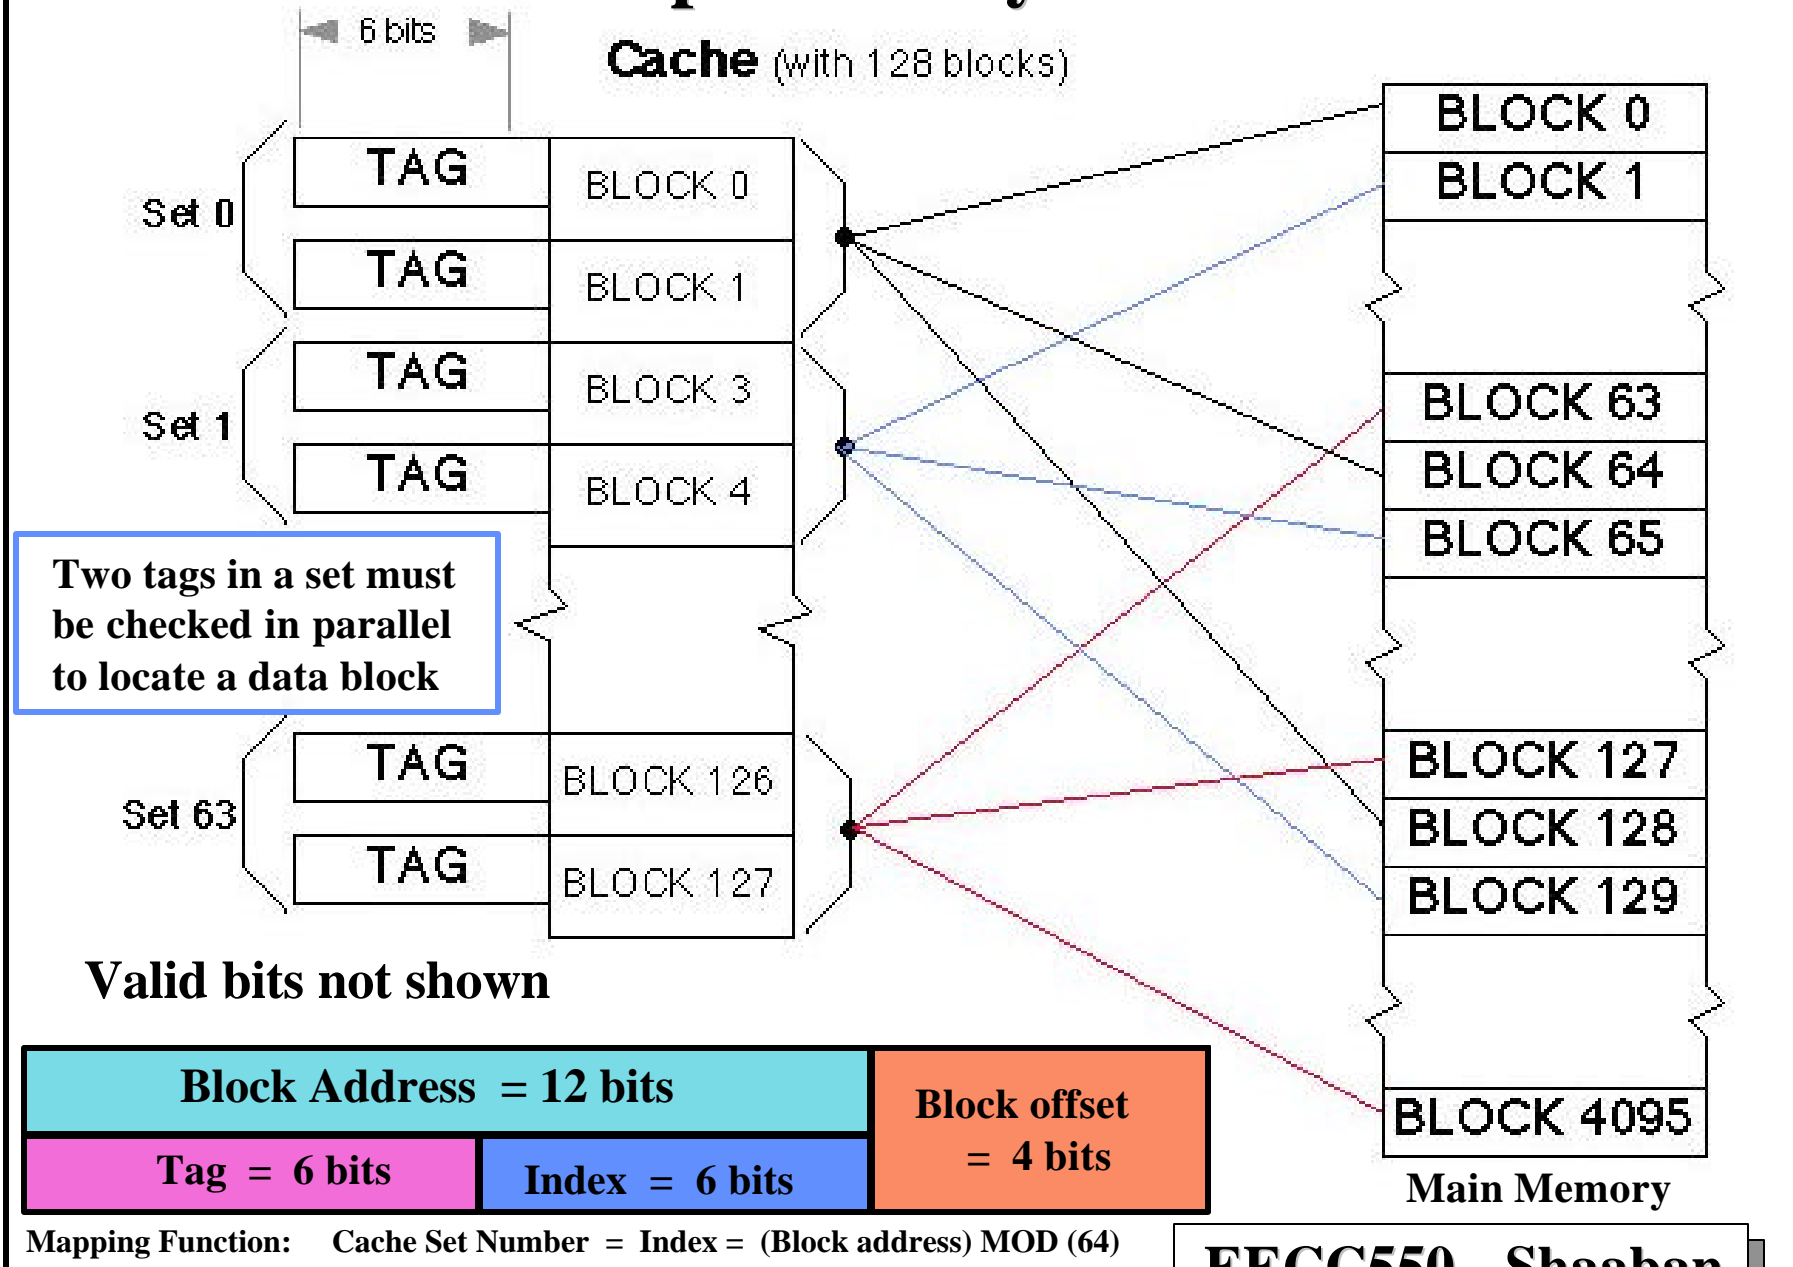 6 bits
Cache (with 128 blocks)
Set 0
TAG
BLOCK 0
TAG
BLOCK 1
Set 1
TAG
BLOCK 3
TAG
BLOCK 4
Two tags in a set must
be checked in parallel
to locate a data block
Set 63
TAG
BLOCK 126
TAG
BLOCK 127
BLOCK 0
BLOCK 1
BLOCK 63
BLOCK 64
BLOCK 65
BLOCK 127
BLOCK 128
BLOCK 129
BLOCK 4095
Main Memory
Valid bits not shown
Block Address = 12 bits
Block offset
= 4 bits
Tag = 6 bits
Index = 6 bits
Mapping Function: Cache Set Number = Index = (Block address) MOD (64)
EECC550 Shaaban